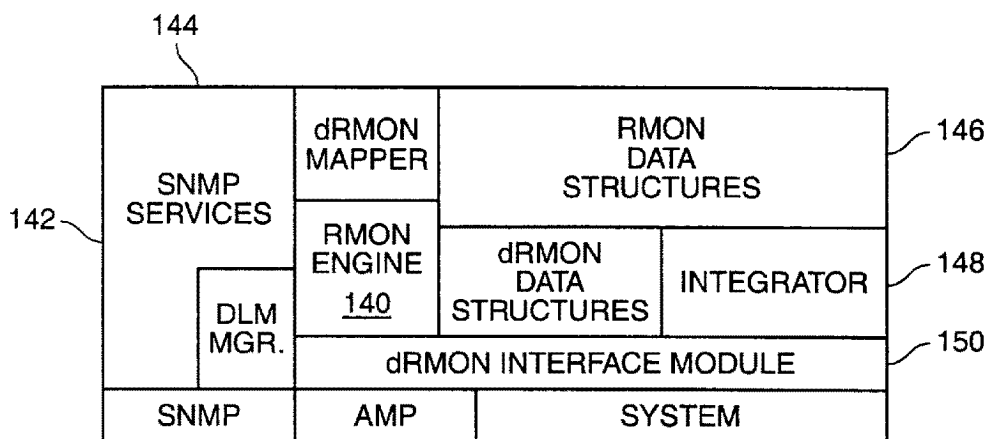 144
dRMON
MAPPER
RMON
DATA
STRUCTURES
146
SNMP
SERVICES
142
RMON
ENGINE
140
dRMON
DATA
STRUCTURES
INTEGRATOR
148
DLM
MGR.
dRMON INTERFACE MODULE
150
SNMP
AMP
SYSTEM